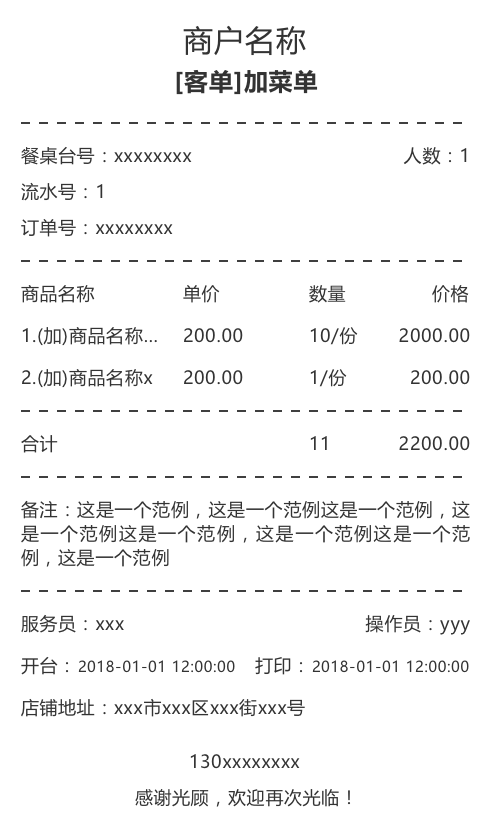 商户名称
[客单]加菜单
餐桌台号：xxxxxxxx 人数：1
流水号：1
订单号：xxxxxxxx
商品名称 单价 数量 价格
1.(加)商品名称... 200.00 10/份 2000.00
2.(加)商品名称x 200.00 1/份 200.00
合计 11 2200.00
备注：这是一个范例，这是一个范例这是一个范例，这
是一个范例这是一个范例，这是一个范例这是一个范
例，这是一个范例
服务员：xxx 操作员：yyy
开台：2018-01-01 12:00:00 打印：2018-01-01 12:00:00
店铺地址：xxx市xxx区xxx街xxx号
130xxxxxxxx
感谢光顾，欢迎再次光临！